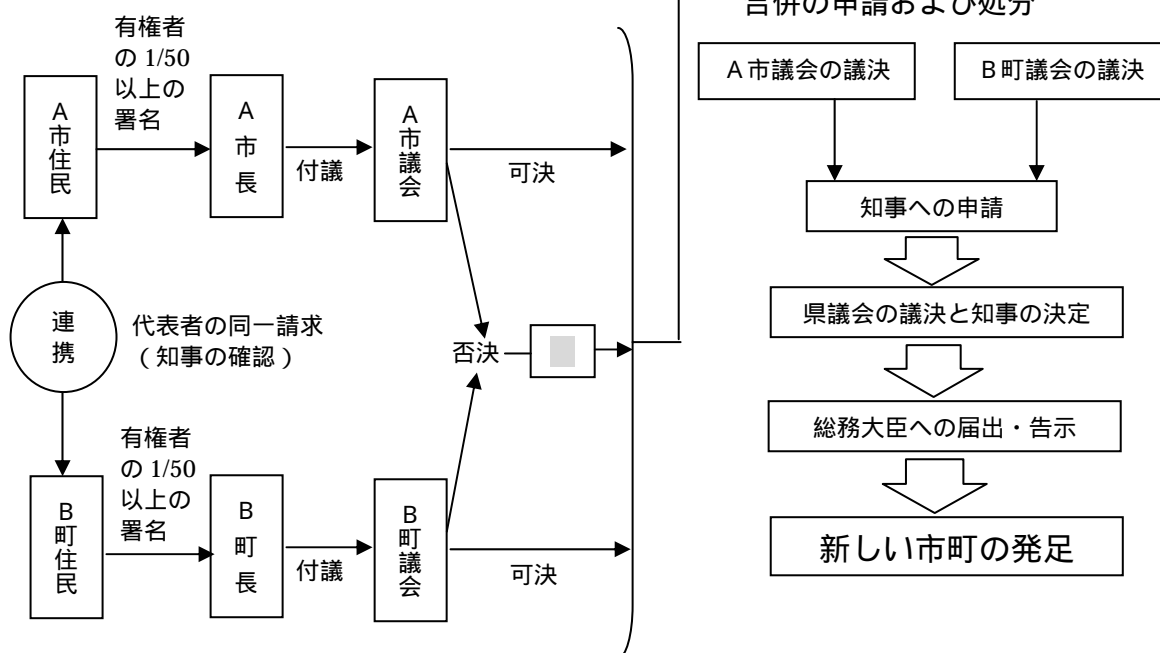 有権者
の 1/50
以上の
署名
A市住民
A市長
付議
A市議会
可決
連携
代表者の同一請求
(知事の確認)
否決
有権者
の 1/50
以上の
署名
B町住民
B町長
付議
B町議会
可決
合併の申請および処分
A市議会の議決
B町議会の議決
知事への申請
県議会の議決と知事の決定
総務大臣への届出・告示
新しい市町の発足